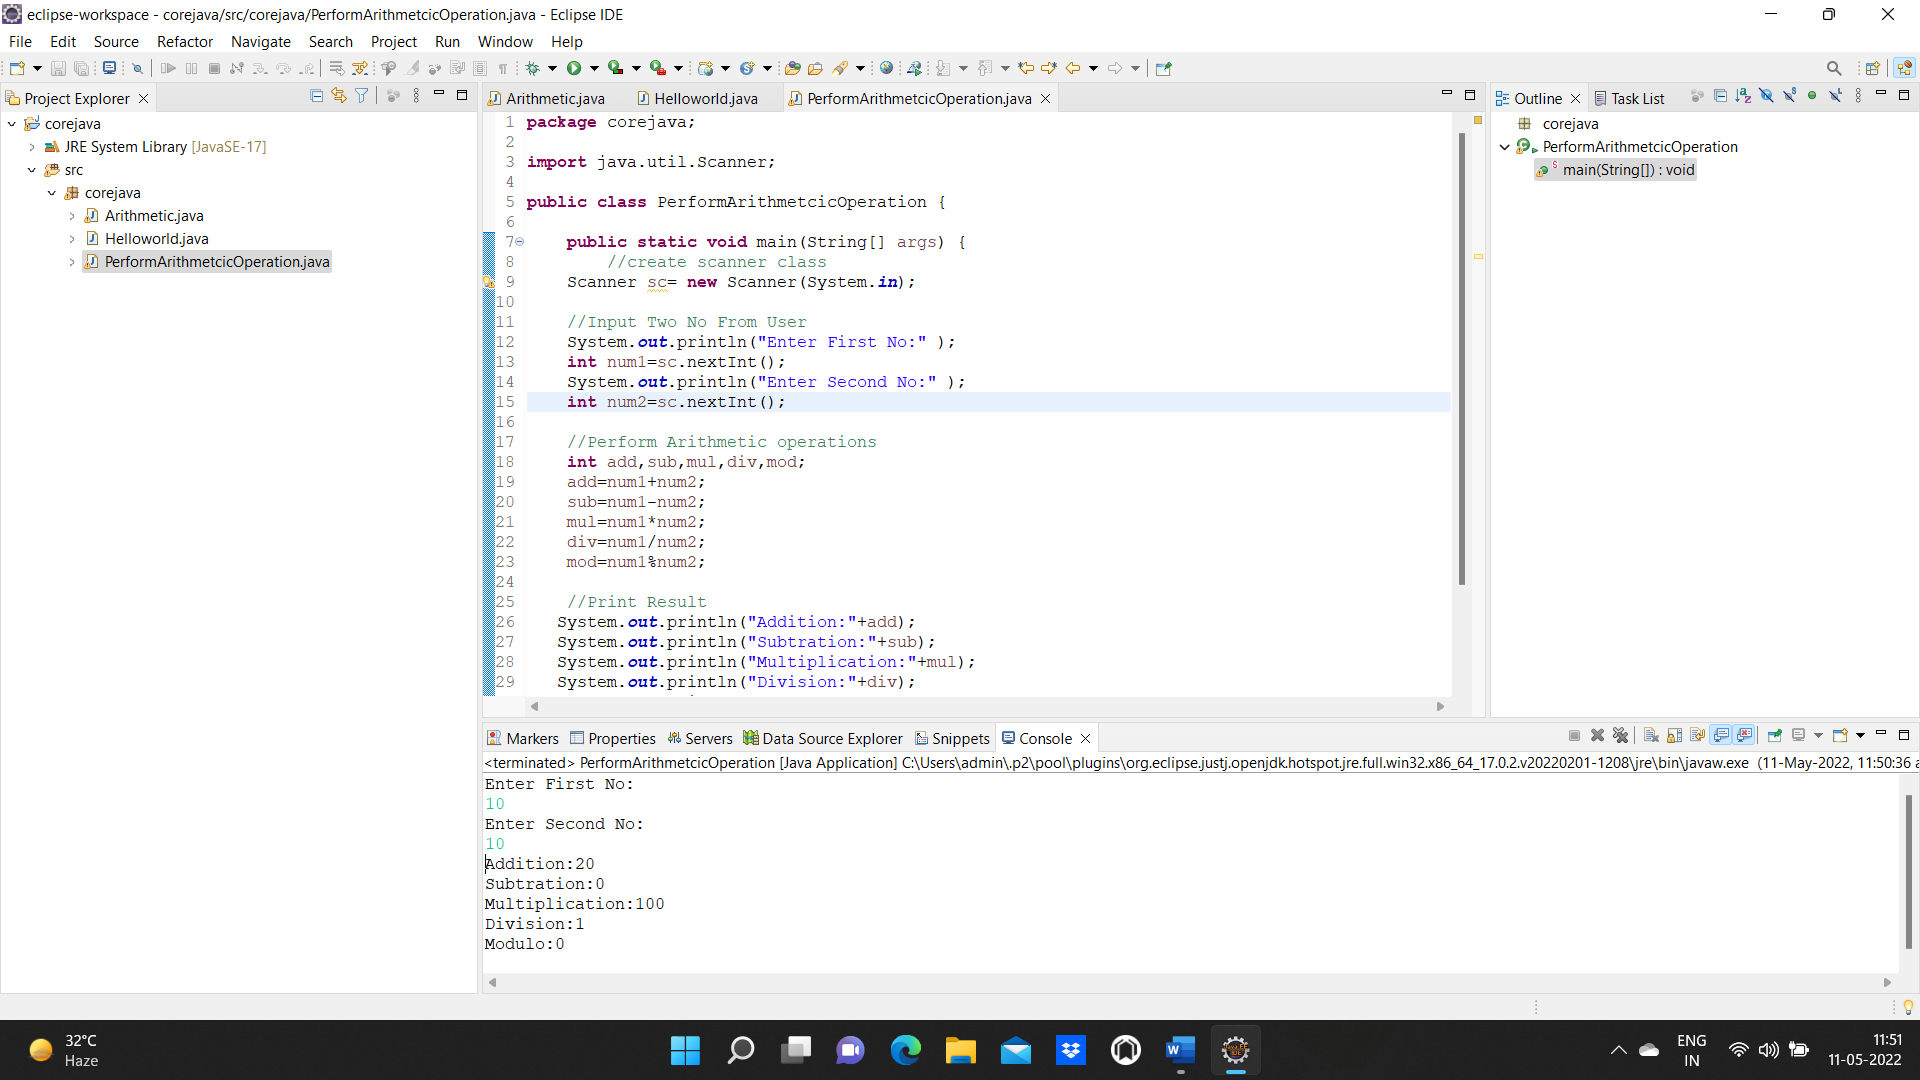 eclipse-workspace - corejava/src/corejava/PerformArithmetcicOperation.java - Eclipse IDE
File Edit Source Refactor Navigate Search Project Run Window Help
Project Explorer
corejava
JRE System Library [JavaSE-17]
src
corejava
Arithmetic.java
Helloworld.java
PerformArithmetcicOperation.java
Arithmetic.java Helloworld.java PerformArithmetcicOperation.java
1 package corejava;
2
3 import java.util.Scanner;
4
5 public class PerformArithmetcicOperation {
6
7 public static void main(String[] args) {
8 //create scanner class
9 Scanner sc= new Scanner(System.in);
10
11 //Input Two No From User
12 System.out.println("Enter First No:" );
13 int num1=sc.nextInt();
14 System.out.println("Enter Second No:" );
15 int num2=sc.nextInt();
16
17 //Perform Arithmetic operations
18 int add,sub,mul,div,mod;
19 add=num1+num2;
20 sub=num1-num2;
21 mul=num1*num2;
22 div=num1/num2;
23 mod=num1%num2;
24
25 //Print Result
26 System.out.println("Addition:"+add);
27 System.out.println("Subtration:"+sub);
28 System.out.println("Multiplication:"+mul);
29 System.out.println("Division:"+div);
Outline Task List
corejava
PerformArithmetcicOperation
main(String[]) : void
Markers Properties Servers Data Source Explorer Snippets Console
<terminated> PerformArithmetcicOperation [Java Application] C:\Users\admin\.p2\pool\plugins\org.eclipse.justj.openjdk.hotspot.jre.full.win32.x86_64_17.0.2.v20220201-1208\jre\bin\javaw.exe (11-May-2022, 11:50:36 a
Enter First No:
10
Enter Second No:
10
Addition:20
Subtration:0
Multiplication:100
Division:1
Modulo:0
32°C
Haze
ENG
IN
11:51
11-05-2022